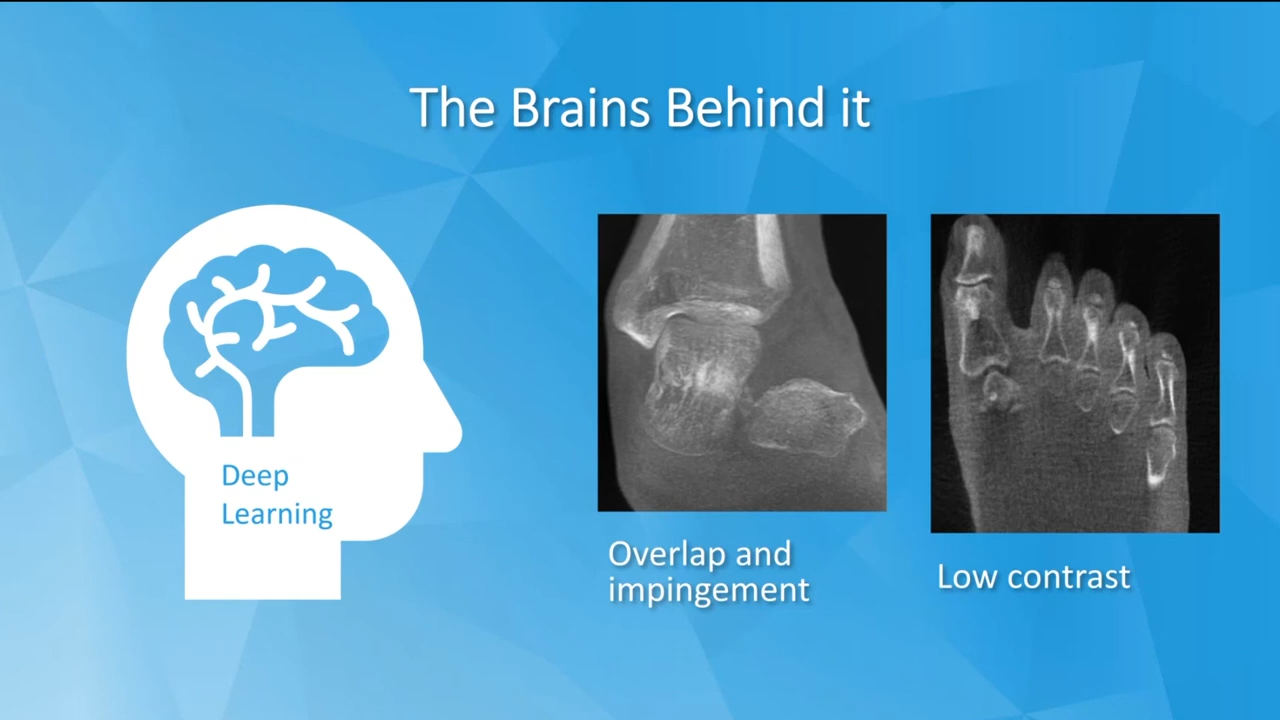 The Brains Behind it
Deep
Learning
Overlap and
impingement
Low contrast